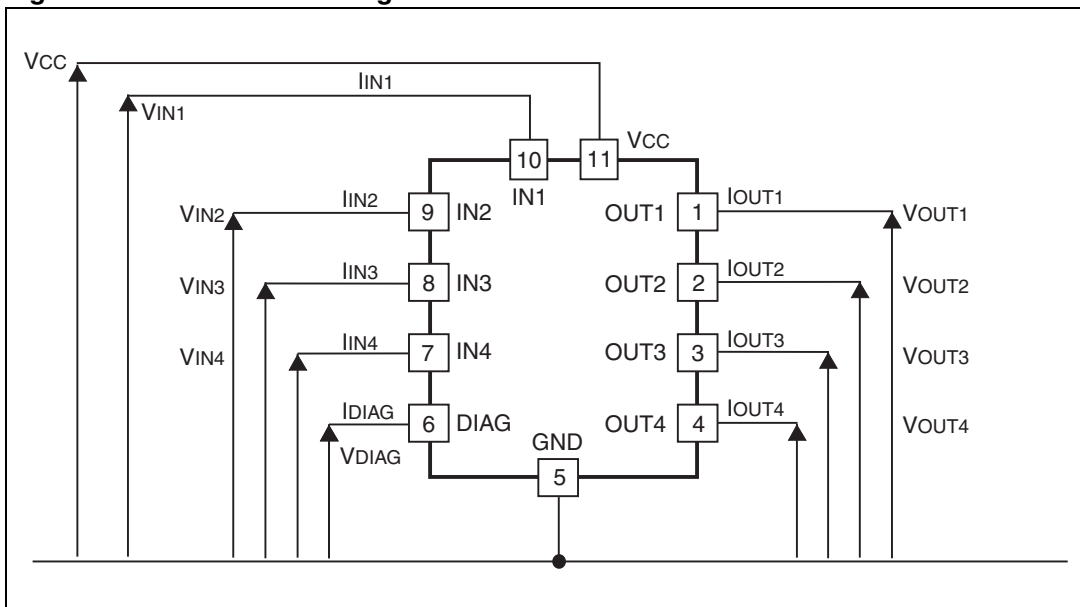 VCC
IIN1
VIN1
10
11
VCC
IN1
VIN2
IIN2
9
IN2
OUT1
1
IOUT1
VOUT1
VIN3
IIN3
8
IN3
OUT2
2
IOUT2
VOUT2
VIN4
IIN4
7
IN4
OUT3
3
IOUT3
VOUT3
IDIAG
6
DIAG
OUT4
4
IOUT4
VOUT4
VDIAG
GND
5